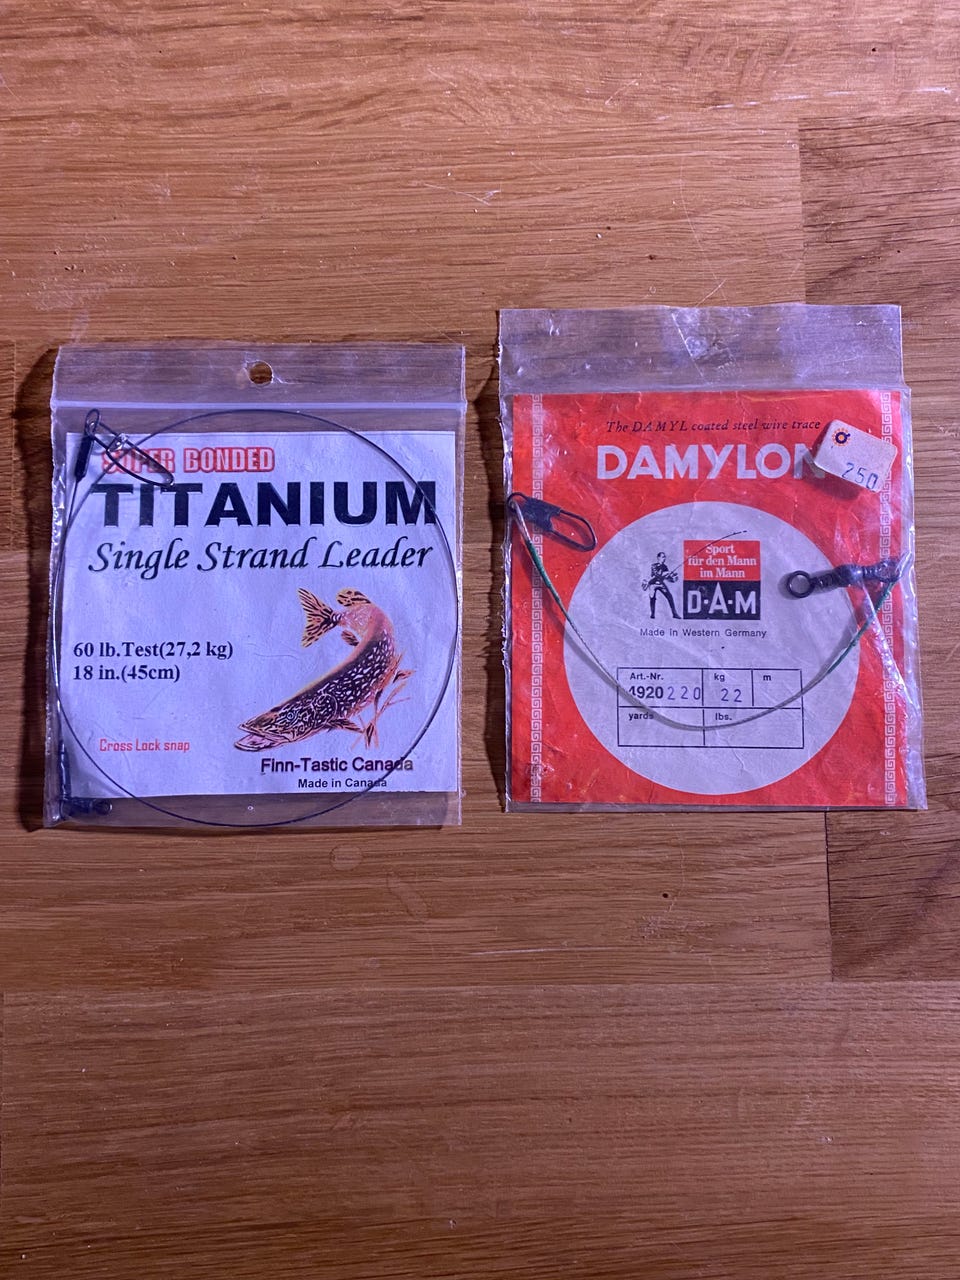 SUPER BONDED
TITANIUM
Single Strand Leader
60 lb.Test(27,2 kg)
18 in.(45cm)
Cross Lock snap
Finn-Tastic Canada
Made in Canada
The DAMYL coated steel wire trace
DAMYLON
250
Sport
für den Mann
im Mann
D·A·M
Made in Western Germany
Art.-Nr. kg m
4920 220 22
yards lbs.